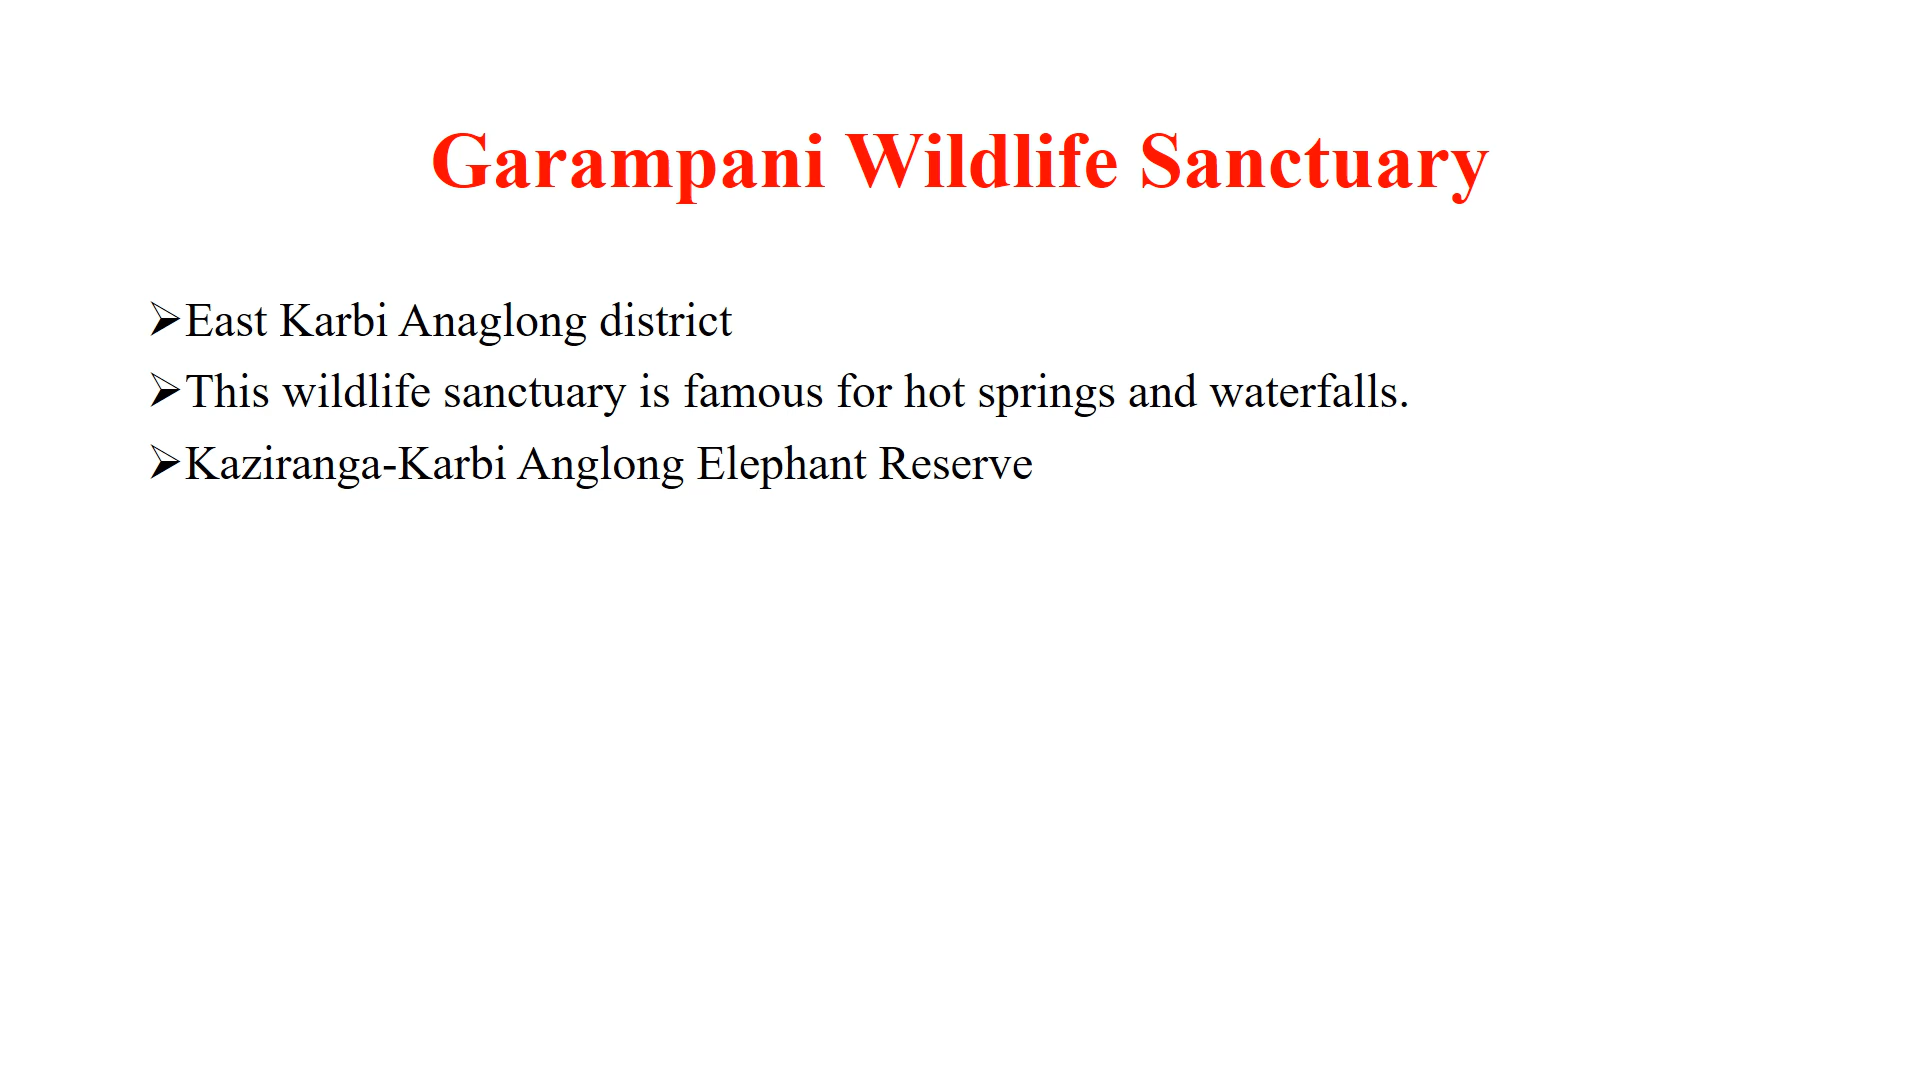 Garampani Wildlife Sanctuary
➢East Karbi Anaglong district
➢This wildlife sanctuary is famous for hot springs and waterfalls.
➢Kaziranga-Karbi Anglong Elephant Reserve